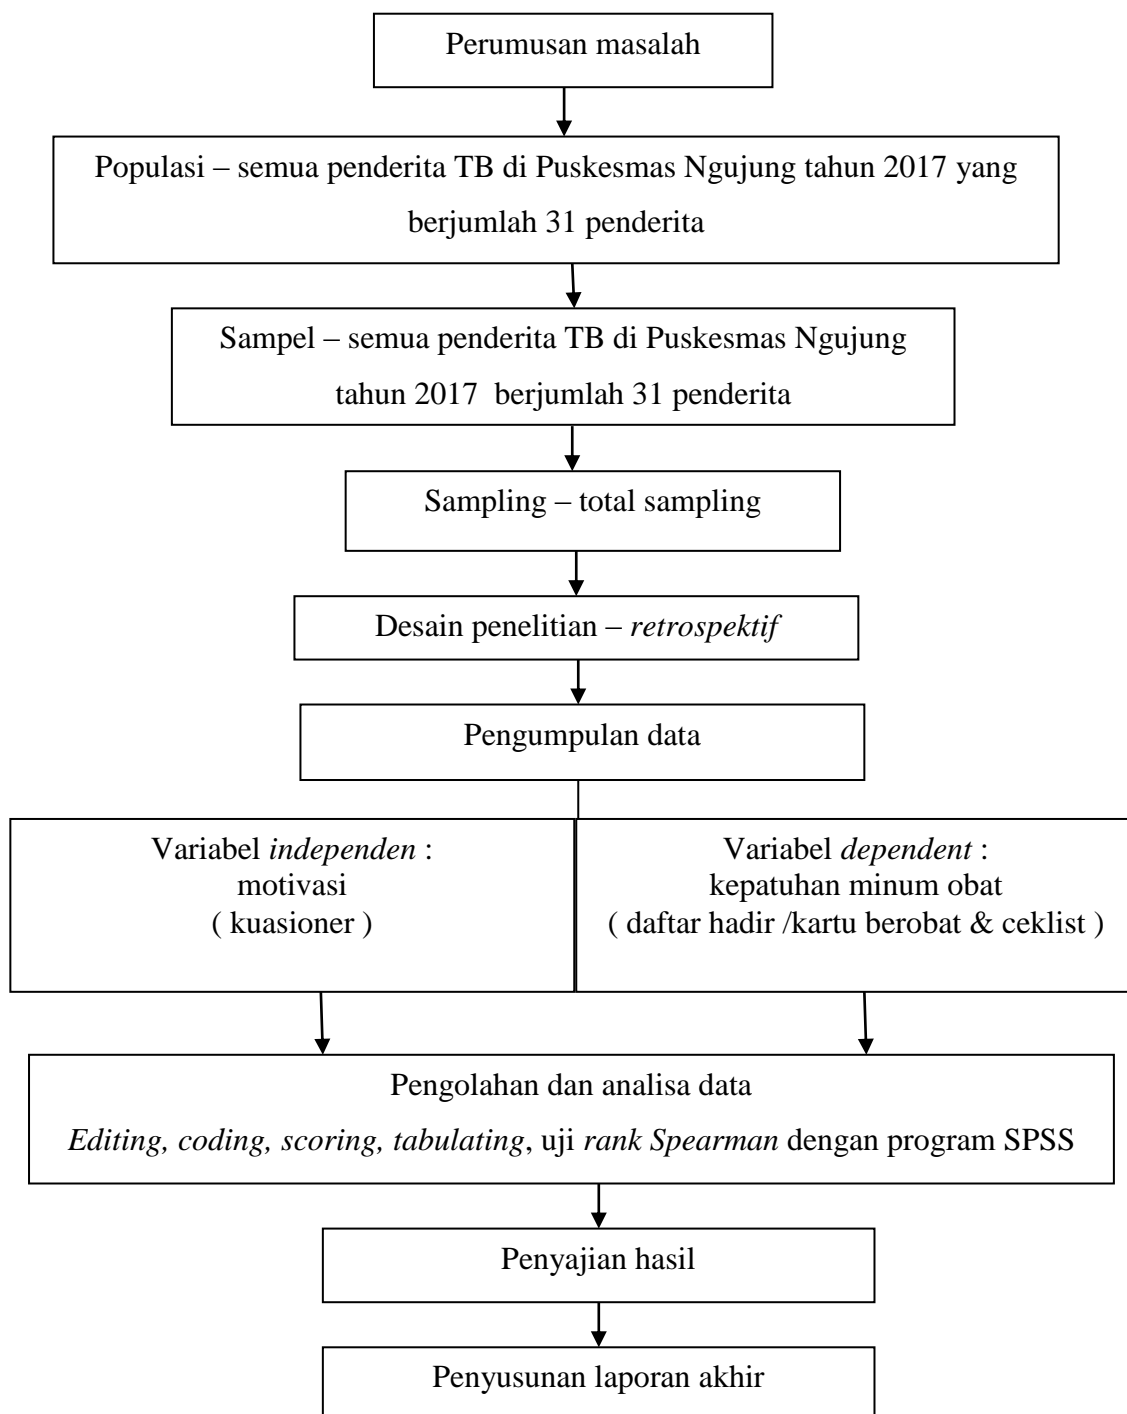 Perumusan masalah
Populasi – semua penderita TB di Puskesmas Ngujung tahun 2017 yang
berjumlah 31 penderita
Sampel – semua penderita TB di Puskesmas Ngujung
tahun 2017 berjumlah 31 penderita
Sampling – total sampling
Desain penelitian – retrospektif
Pengumpulan data
Variabel independen :
motivasi
( kuasioner )
Variabel dependent :
kepatuhan minum obat
( daftar hadir /kartu berobat & ceklist )
Pengolahan dan analisa data
Editing, coding, scoring, tabulating, uji rank Spearman dengan program SPSS
Penyajian hasil
Penyusunan laporan akhir